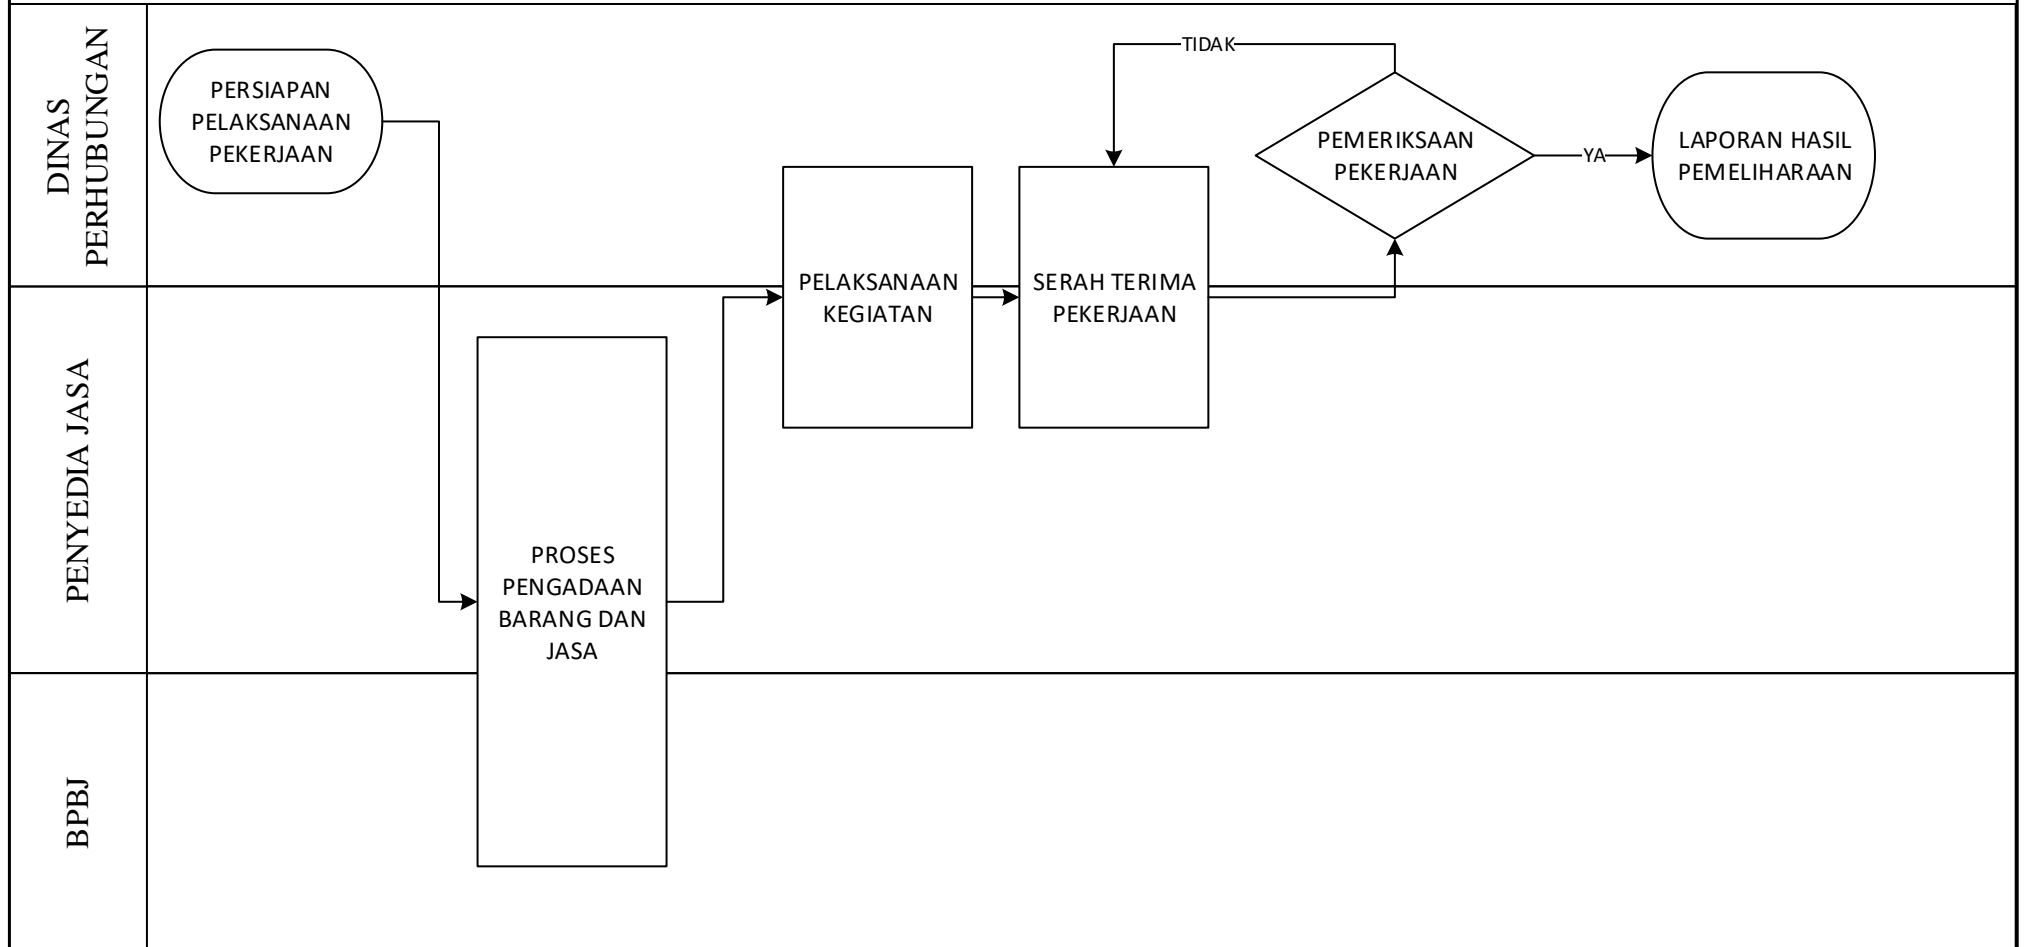 DINAS
PERHUBUNGAN
PERSIAPAN
PELAKSANAAN
PEKERJAAN
TIDAK
PEMERIKSAAN
PEKERJAAN
YA
LAPORAN HASIL
PEMELIHARAAN
PELAKSANAAN
KEGIATAN
SERAH TERIMA
PEKERJAAN
PENYEDIA JASA
PROSES
PENGADAAN
BARANG DAN
JASA
BPBJ